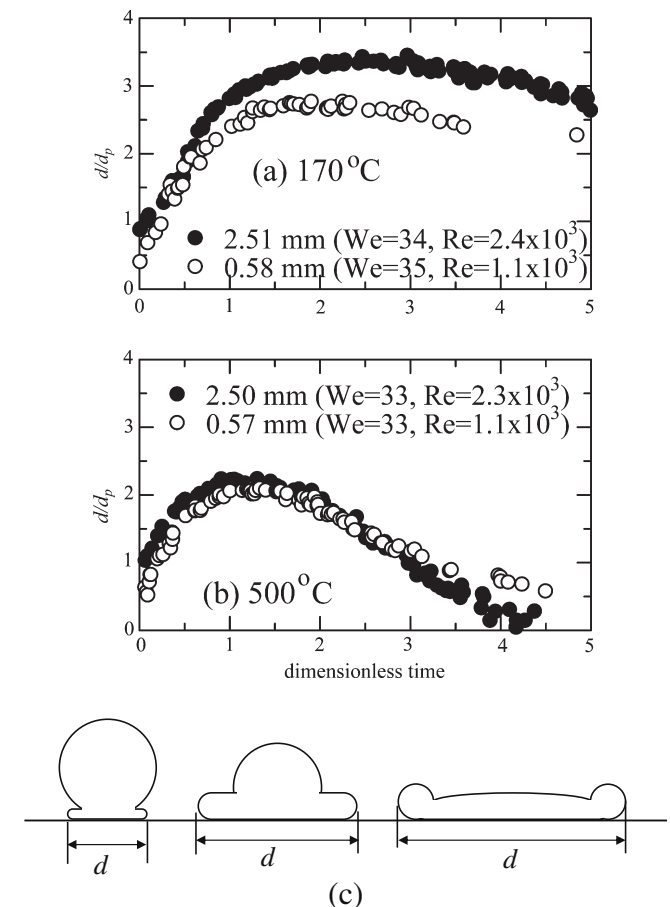 4
3
2
1
0
d/dp
(a) 170°C
2.51 mm (We=34, Re=2.4x10³)
0.58 mm (We=35, Re=1.1x10³)
0 1 2 3 4 5
4
3
2
1
0
d/dp
2.50 mm (We=33, Re=2.3x10³)
0.57 mm (We=33, Re=1.1x10³)
(b) 500°C
0 1 2 3 4 5
dimensionless time
d d d
(c)